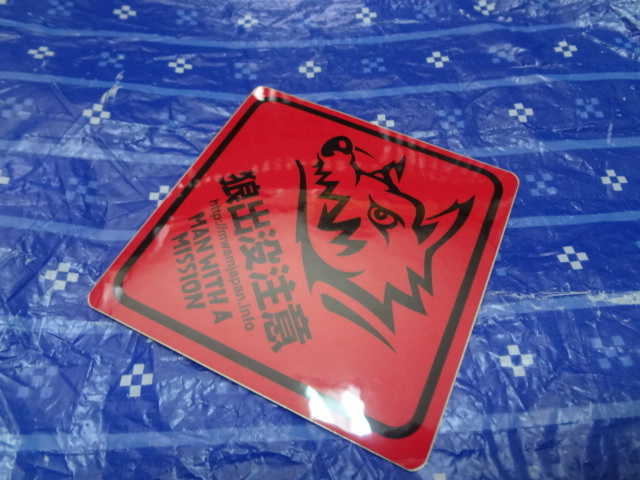 狼出没注意
http://mwamjapan.info
MAN WITH A
MISSION